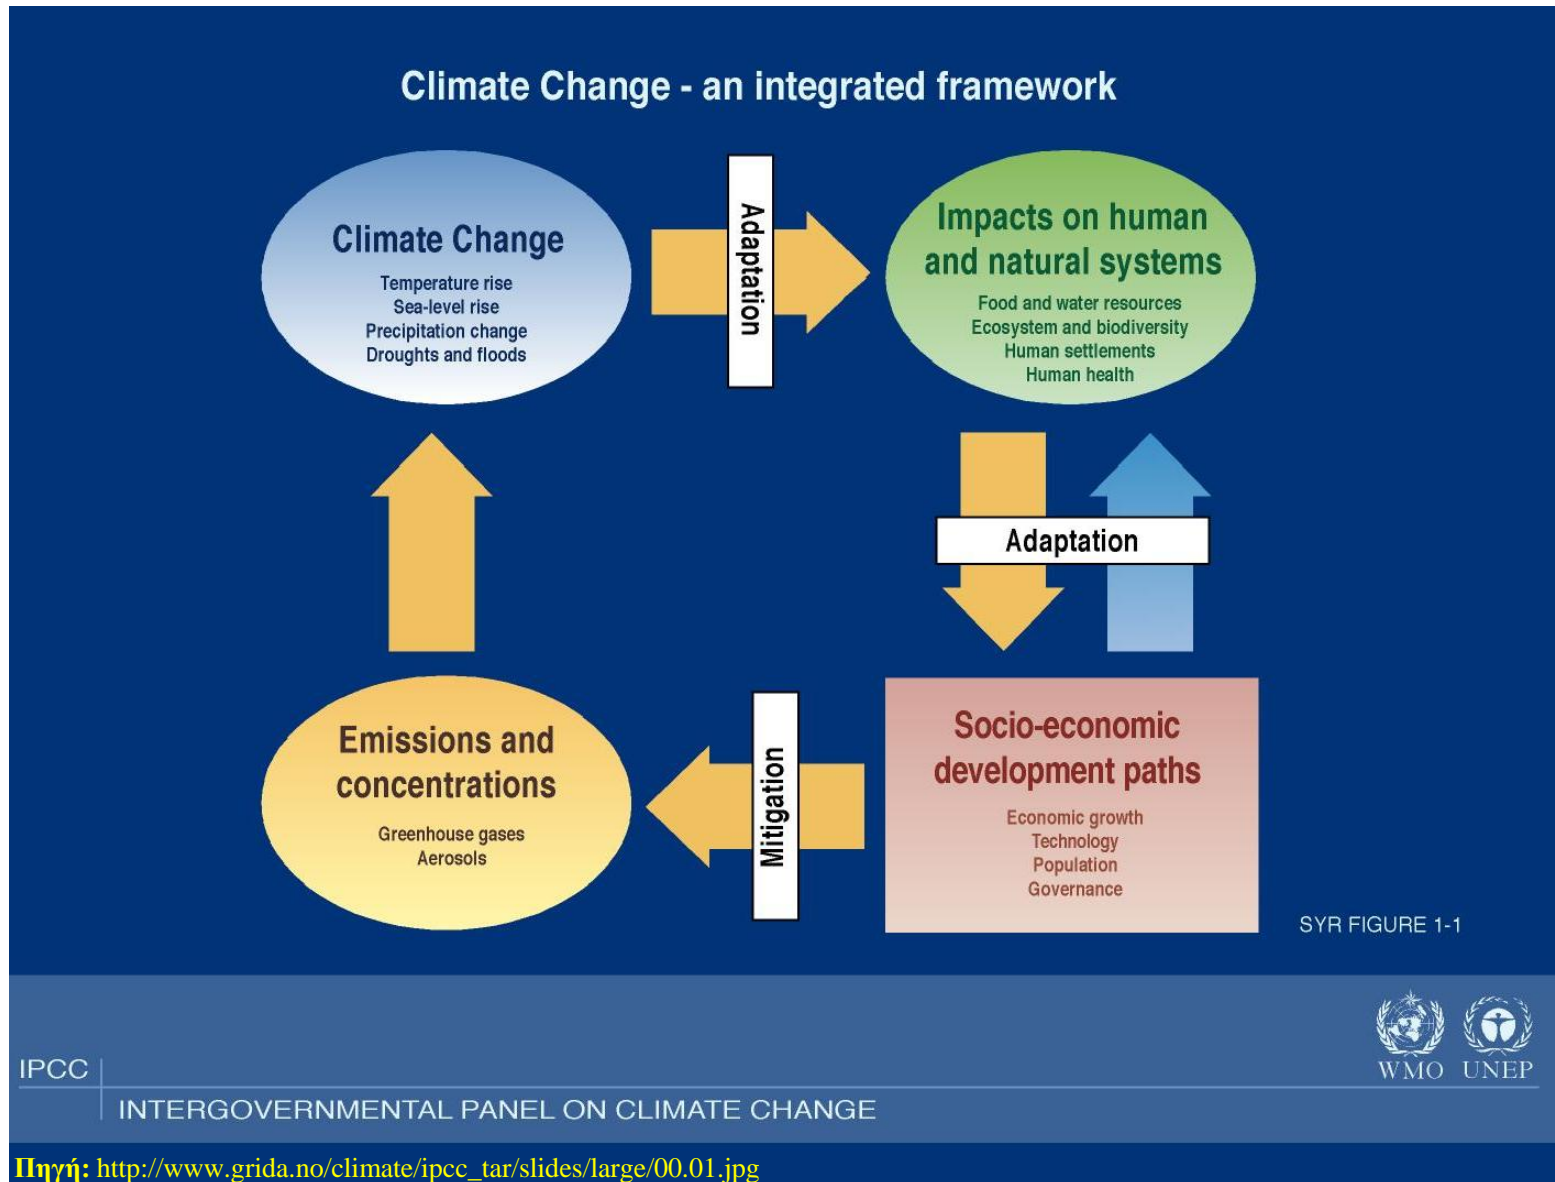 Climate Change - an integrated framework
Climate Change
Temperature rise
Sea-level rise
Precipitation change
Droughts and floods
Adaptation
Impacts on human
and natural systems
Food and water resources
Ecosystem and biodiversity
Human settlements
Human health
Adaptation
Emissions and
concentrations
Greenhouse gases
Aerosols
Mitigation
Socio-economic
development paths
Economic growth
Technology
Population
Governance
SYR FIGURE 1-1
WMO UNEP
IPCC
INTERGOVERNMENTAL PANEL ON CLIMATE CHANGE
Πηγή: http://www.grida.no/climate/ipcc_tar/slides/large/00.01.jpg